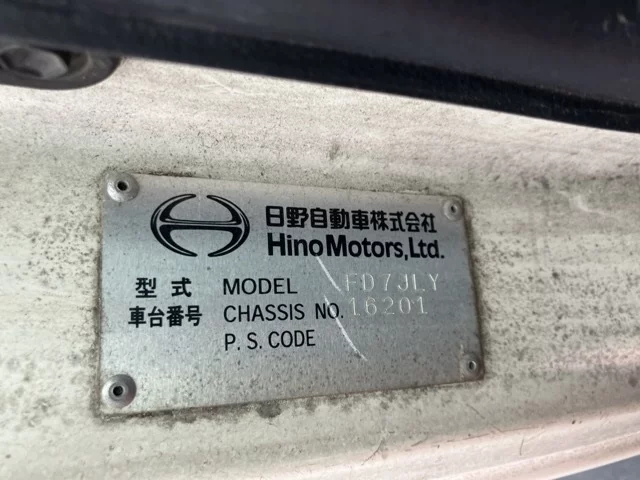 日野自動車株式会社
Hino Motors, Ltd.
型式 MODEL FD7JLY
車台番号 CHASSIS NO. 16201
P. S. CODE